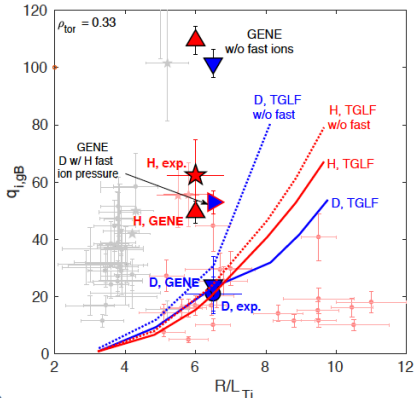 ρtor = 0.33
GENE
w/o fast ions
D, TGLF
w/o fast
H, TGLF
w/o fast
GENE
D w/ H fast
ion pressure
H, exp.
H, TGLF
D, TGLF
H, GENE
D, GENE
D, exp.
120
100
80
60
40
20
0
2
4
6
8
10
12
qi,gB
R/LTi